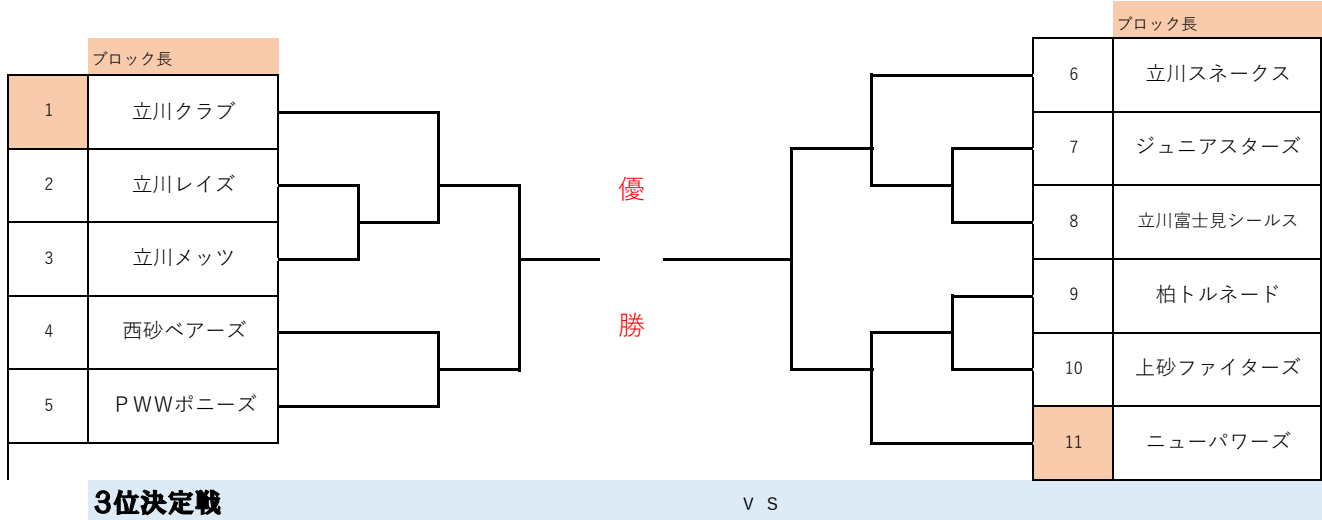 ブロック長
1 立川クラブ
2 立川レイズ
3 立川メッツ
4 西砂ベアーズ
5 ＰＷＷポニーズ
優
勝
ブロック長
6 立川スネークス
7 ジュニアスターズ
8 立川富士見シールス
9 柏トルネード
10 上砂ファイターズ
11 ニューパワーズ
3位決定戦 ｖｓ